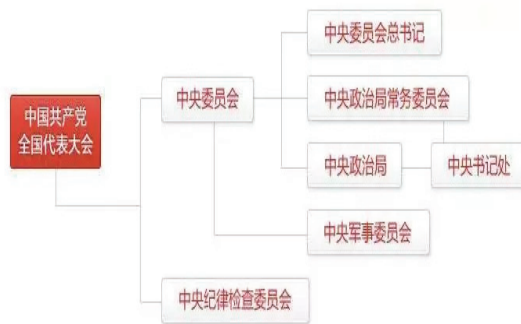 中国共产党
全国代表大会
中央委员会
中央委员会总书记
中央政治局常务委员会
中央政治局
中央书记处
中央军事委员会
中央纪律检查委员会